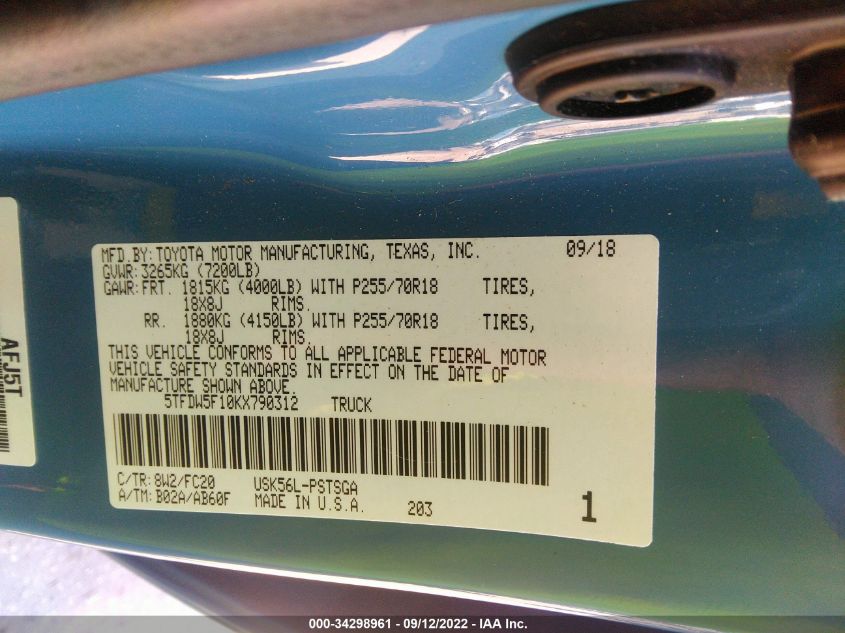 MFD.BY:TOYOTA MOTOR MANUFACTURING, TEXAS, INC. 09/18
GVWR:3265KG (7200LB)
GAWR:FRT. 1815KG (4000LB) WITH P255/70R18 TIRES,
18X8J RIMS.
RR. 1880KG (4150LB) WITH P255/70R18 TIRES,
18X8J RIMS.
THIS VEHICLE CONFORMS TO ALL APPLICABLE FEDERAL MOTOR
VEHICLE SAFETY STANDARDS IN EFFECT ON THE DATE OF
MANUFACTURE SHOWN ABOVE.
5TFDW5F10KX790312 TRUCK
C/TR:8W2/FC20 USK56L-PSTSGA
A/TM:B02A/AB60F MADE IN U.S.A. 203 1
AFJ5T
000-34298961 - 09/12/2022 - IAA Inc.